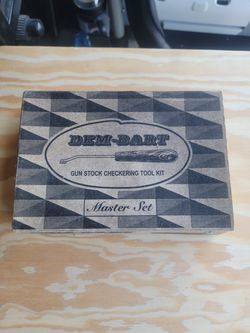 DEM-BART
GUN STOCK CHECKERING TOOL KIT
Master Set